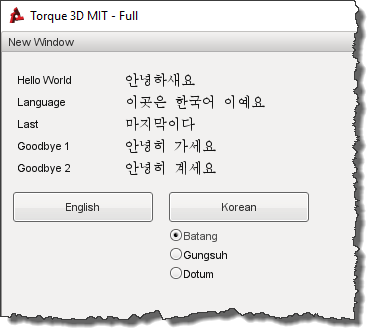 Torque 3D MIT - Full
New Window
Hello World 안녕하새요
Language 이곳은 한국어 이예요
Last 마지막이다
Goodbye 1 안녕히 가세요
Goodbye 2 안녕히 계세요
English Korean
Batang
Gungsuh
Dotum